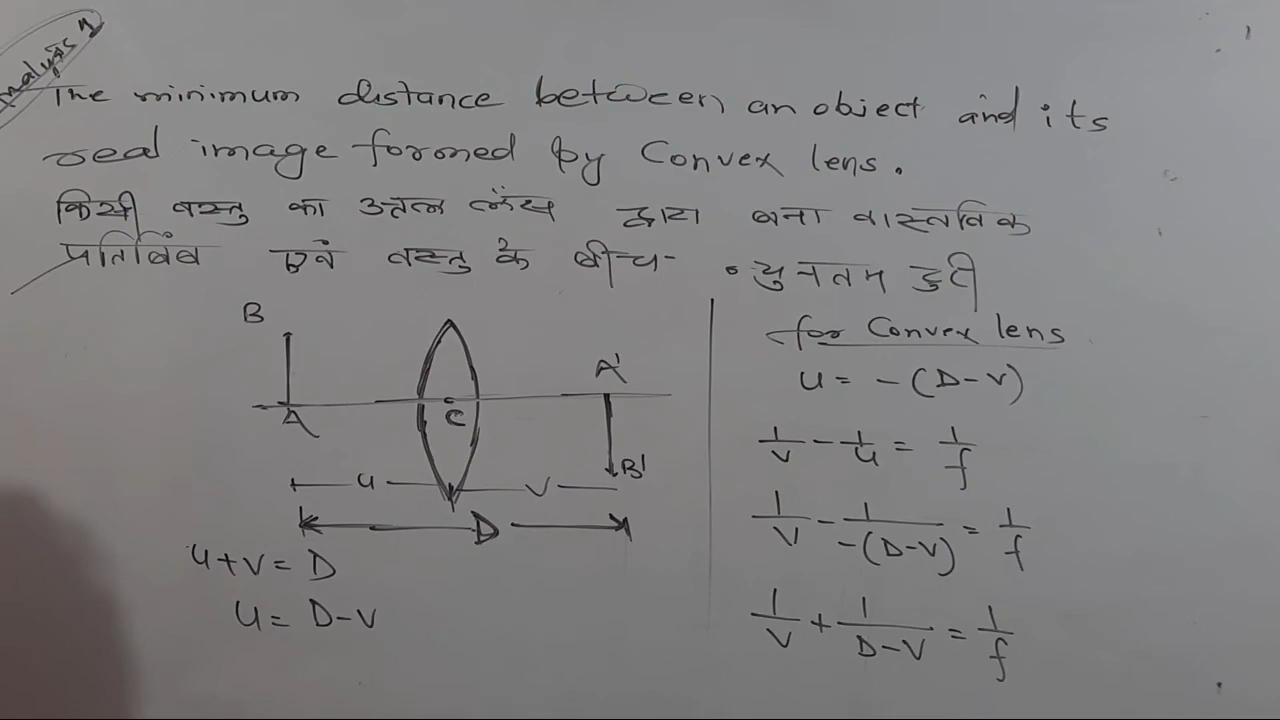 Analysis 1
The minimum distance between an object and its
real image formed by Convex lens.
किसी वस्तु का उत्तल लेंस द्वारा बना वास्तविक
प्रतिबिंब एवं वस्तु के बीच न्युनतम दुरी
B
A
C
A'
B'
u
v
D
u+v = D
u = D-v
for Convex lens
u = -(D-v)
1/v - 1/u = 1/f
1/v - 1/-(D-v) = 1/f
1/v + 1/D-v = 1/f